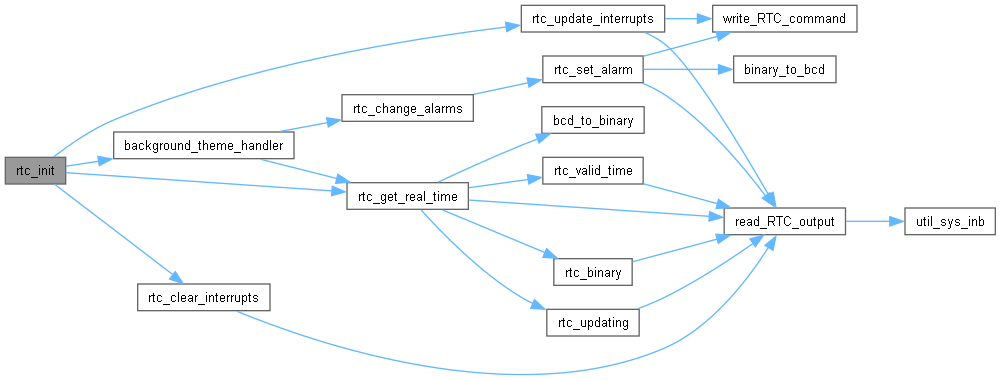 rtc_update_interrupts
write_RTC_command
rtc_set_alarm
binary_to_bcd
rtc_change_alarms
bcd_to_binary
background_theme_handler
rtc_init
rtc_valid_time
rtc_get_real_time
read_RTC_output
util_sys_inb
rtc_binary
rtc_clear_interrupts
rtc_updating